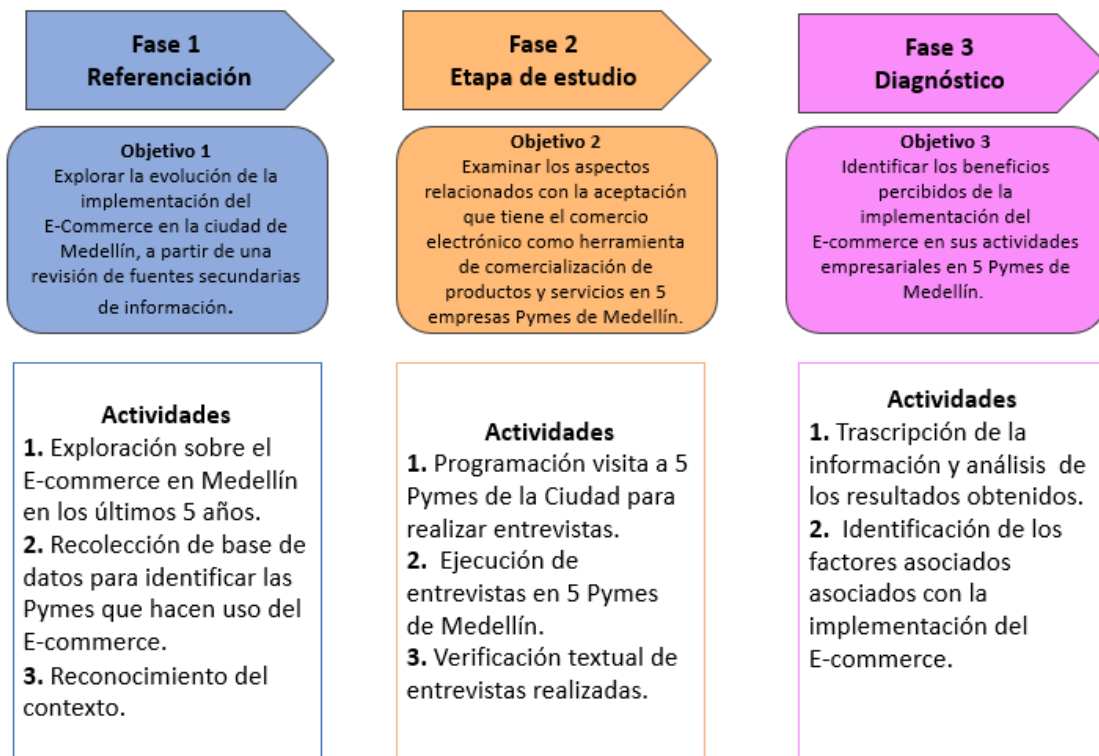 Fase 1
Referenciación
Fase 2
Etapa de estudio
Fase 3
Diagnóstico
Objetivo 1
Explorar la evolución de la
implementación del
E-Commerce en la ciudad de
Medellín, a partir de una
revisión de fuentes secundarias
de información.
Objetivo 2
Examinar los aspectos
relacionados con la aceptación
que tiene el comercio
electrónico como herramienta
de comercialización de
productos y servicios en 5
empresas Pymes de Medellín.
Objetivo 3
Identificar los beneficios
percibidos de la
implementación del
E-commerce en sus actividades
empresariales en 5 Pymes de
Medellín.
Actividades
1. Exploración sobre el
E-commerce en Medellín
en los últimos 5 años.
2. Recolección de base de
datos para identificar las
Pymes que hacen uso del
E-commerce.
3. Reconocimiento del
contexto.
Actividades
1. Programación visita a 5
Pymes de la Ciudad para
realizar entrevistas.
2. Ejecución de
entrevistas en 5 Pymes
de Medellín.
3. Verificación textual de
entrevistas realizadas.
Actividades
1. Trascripción de la
información y análisis de
los resultados obtenidos.
2. Identificación de los
factores asociados
asociados con la
implementación del
E-commerce.